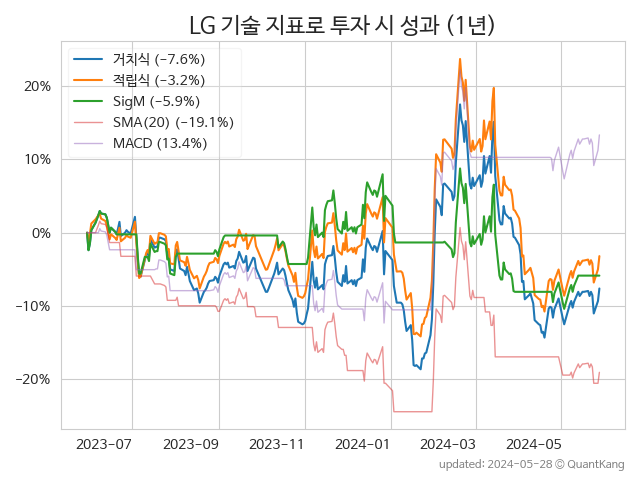 LG 기술 지표로 투자 시 성과 (1년)
거치식 (−7.6%)
적립식 (−3.2%)
SigM (−5.9%)
SMA(20) (−19.1%)
MACD (13.4%)
20%
10%
0%
−10%
−20%
2023-07
2023-09
2023-11
2024-01
2024-03
2024-05
updated: 2024-05-28 © QuantKang